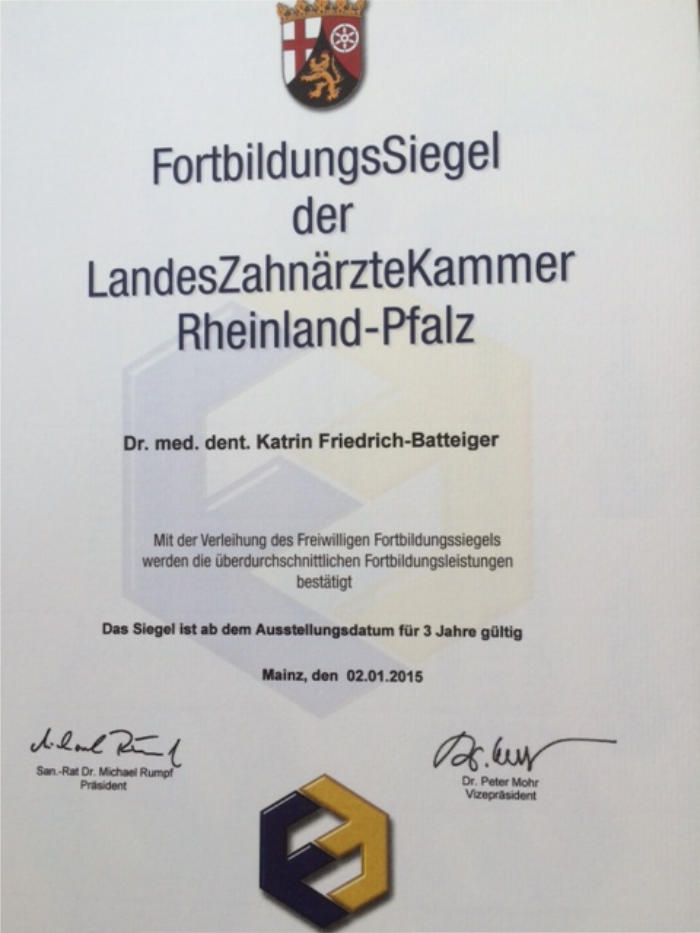 FortbildungsSiegel
der
LandesZahnärzteKammer
Rheinland-Pfalz
Dr. med. dent. Katrin Friedrich-Batteiger
Mit der Verleihung des Freiwilligen Fortbildungssiegels
werden die überdurchschnittlichen Fortbildungsleistungen
bestätigt
Das Siegel ist ab dem Ausstellungsdatum für 3 Jahre gültig
Mainz, den 02.01.2015
San.-Rat Dr. Michael Rumpf
Präsident
Dr. Peter Mohr
Vizepräsident